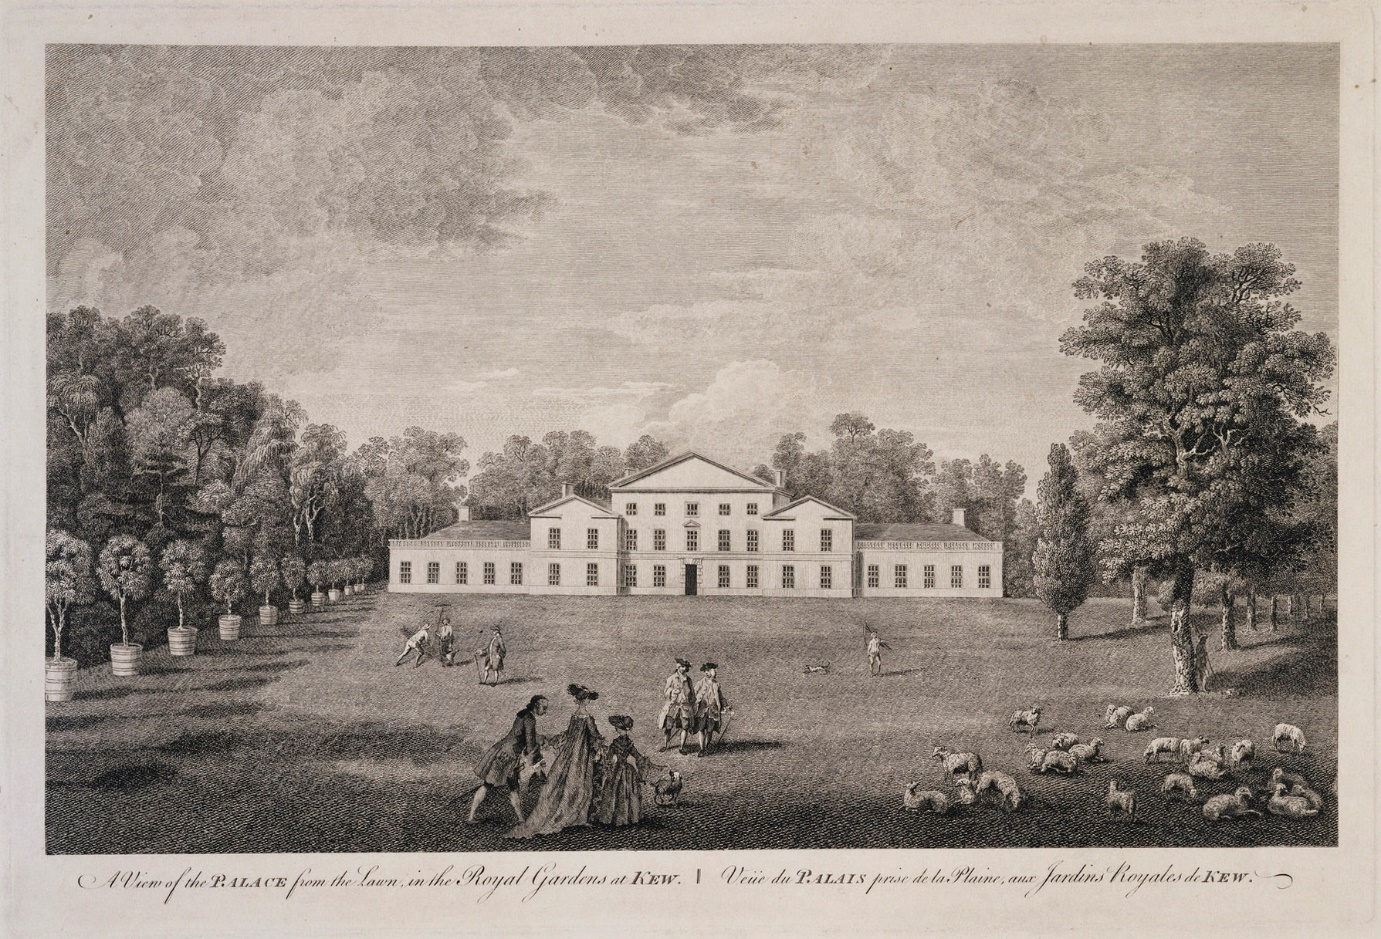 A View of the PALACE from the Lawn, in the Royal Gardens at KEW. | Veüe du PALAIS prise de la Plaine, aux Jardins Royales de KEW.